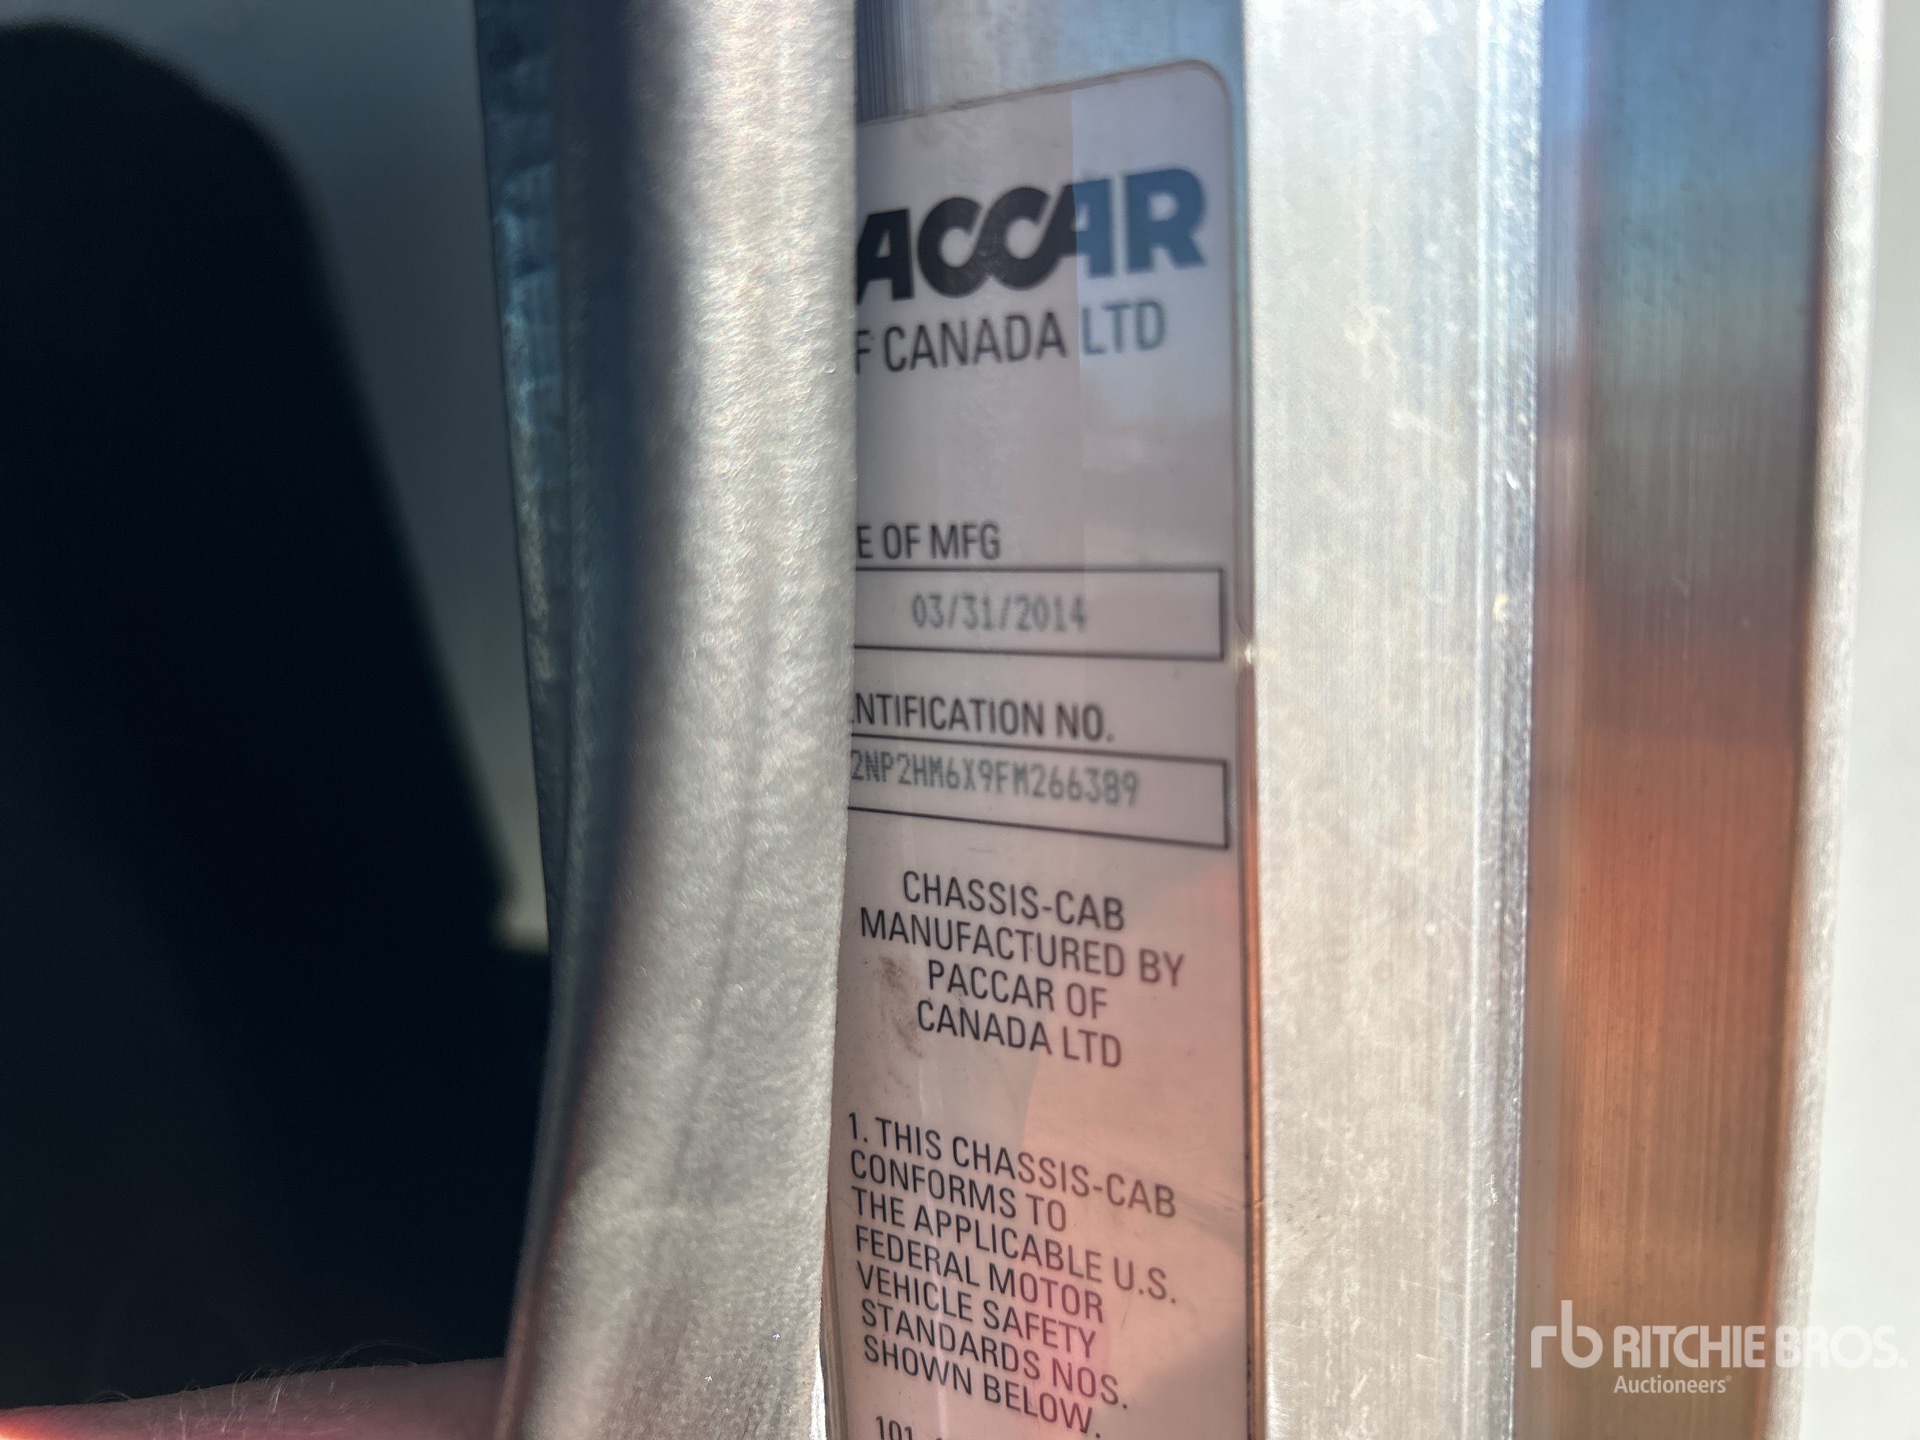 ACCAR
F CANADA LTD
E OF MFG
03/31/2014
NTIFICATION NO.
2NP2HM6X9FM266389
CHASSIS-CAB
MANUFACTURED BY
PACCAR OF
CANADA LTD
1. THIS CHASSIS-CAB
CONFORMS TO
THE APPLICABLE U.S.
FEDERAL MOTOR
VEHICLE SAFETY
STANDARDS NOS.
SHOWN BELOW.
101
rb RITCHIE BROS.
Auctioneers®